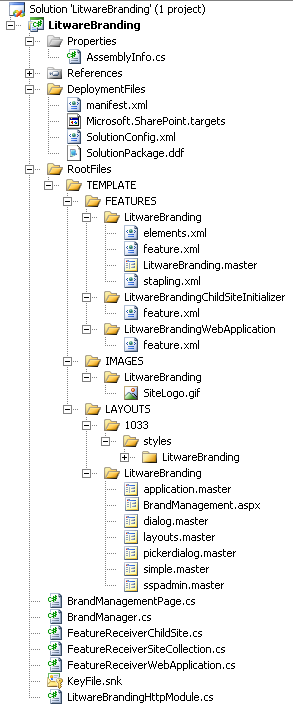 Solution 'LitwareBranding' (1 project)
LitwareBranding
Properties
AssemblyInfo.cs
References
DeploymentFiles
manifest.xml
Microsoft.SharePoint.targets
SolutionConfig.xml
SolutionPackage.ddf
RootFiles
TEMPLATE
FEATURES
LitwareBranding
elements.xml
feature.xml
LitwareBranding.master
stapling.xml
LitwareBrandingChildSiteInitializer
feature.xml
LitwareBrandingWebApplication
feature.xml
IMAGES
LitwareBranding
SiteLogo.gif
LAYOUTS
1033
styles
LitwareBranding
LitwareBranding
application.master
BrandManagement.aspx
dialog.master
layouts.master
pickerdialog.master
simple.master
sspadmin.master
BrandManagementPage.cs
BrandManager.cs
FeatureReceiverChildSite.cs
FeatureReceiverSiteCollection.cs
FeatureReceiverWebApplication.cs
KeyFile.snk
LitwareBrandingHttpModule.cs